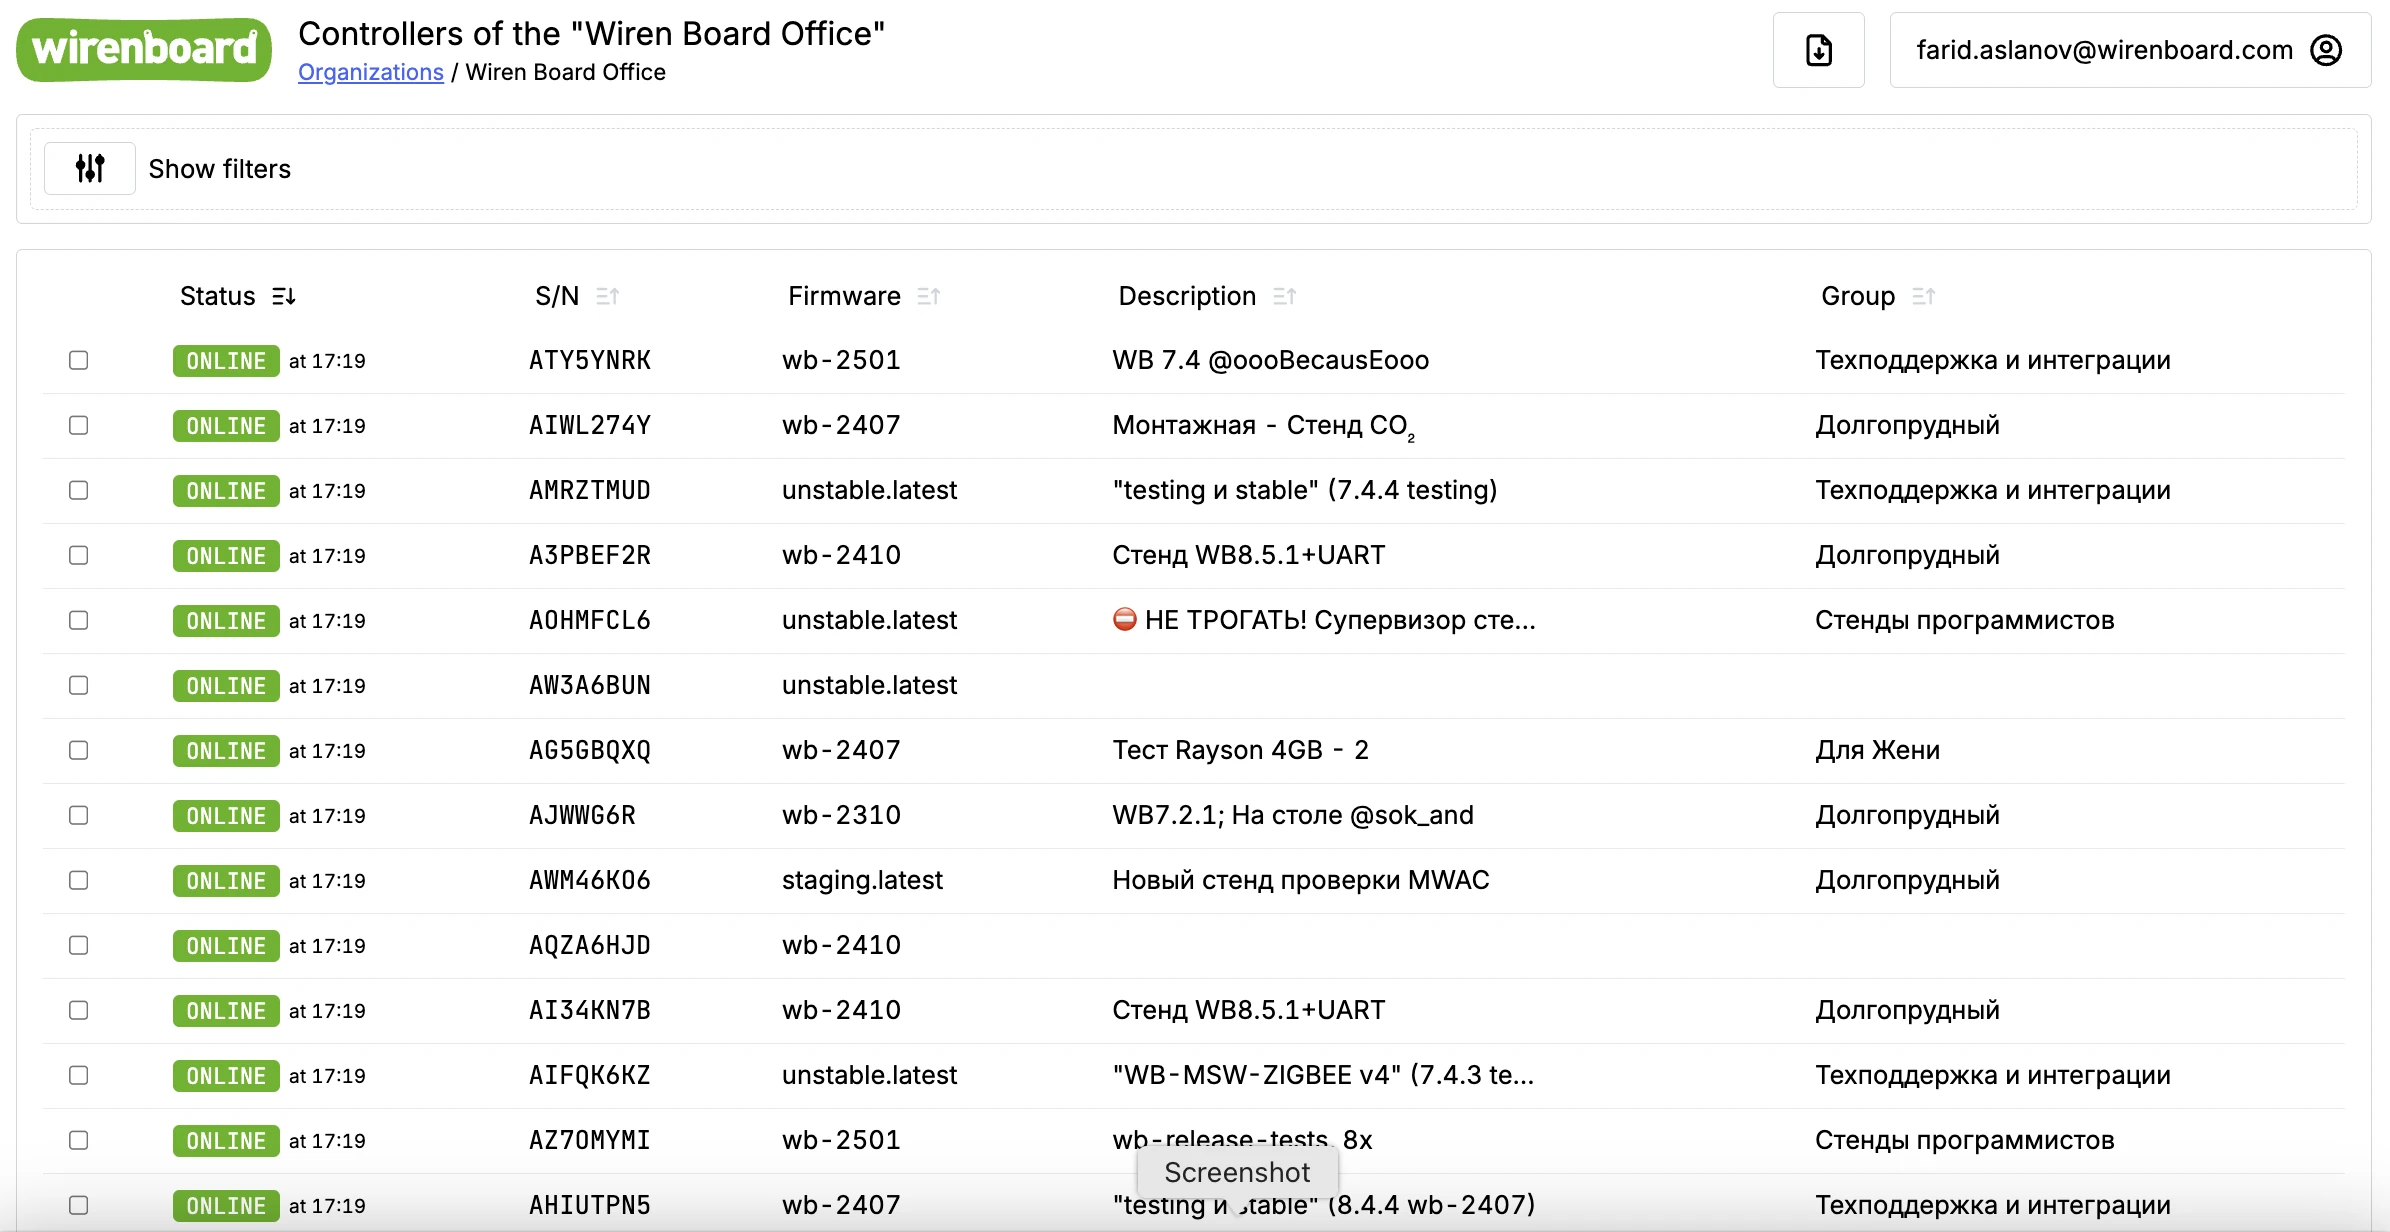 wirenboard
Controllers of the "Wiren Board Office"
Organizations / Wiren Board Office
farid.aslanov@wirenboard.com
Show filters
Status S/N Firmware Description Group
ONLINE at 17:19 ATY5YNRK wb-2501 WB 7.4 @oooBecausEooo Техподдержка и интеграции
ONLINE at 17:19 AIWL274Y wb-2407 Монтажная - Стенд CO₂ Долгопрудный
ONLINE at 17:19 AMRZTMUD unstable.latest "testing и stable" (7.4.4 testing) Техподдержка и интеграции
ONLINE at 17:19 A3PBEF2R wb-2410 Стенд WB8.5.1+UART Долгопрудный
ONLINE at 17:19 AOHMFCL6 unstable.latest ⛔ НЕ ТРОГАТЬ! Супервизор сте... Стенды программистов
ONLINE at 17:19 AW3A6BUN unstable.latest
ONLINE at 17:19 AG5GBQXQ wb-2407 Тест Rayson 4GB - 2 Для Жени
ONLINE at 17:19 AJWWG6R wb-2310 WB7.2.1; На столе @sok_and Долгопрудный
ONLINE at 17:19 AWM46KO6 staging.latest Новый стенд проверки MWAC Долгопрудный
ONLINE at 17:19 AQZA6HJD wb-2410
ONLINE at 17:19 AI34KN7B wb-2410 Стенд WB8.5.1+UART Долгопрудный
ONLINE at 17:19 AIFQK6KZ unstable.latest "WB-MSW-ZIGBEE v4" (7.4.3 te... Техподдержка и интеграции
ONLINE at 17:19 AZ7OMYMI wb-2501 wb-release-tests, 8x Стенды программистов
Screenshot
ONLINE at 17:19 AHIUTPN5 wb-2407 "testing и stable" (8.4.4 wb-2407) Техподдержка и интеграции